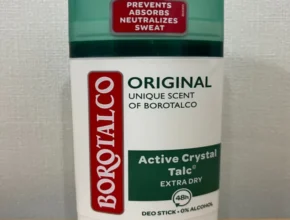 PREVENTS
ABSORBS
NEUTRALIZES
SWEAT
BOROTALCO
ORIGINAL
UNIQUE SCENT
OF BOROTALCO
Active Crystal
Talc®
EXTRA DRY
48h
DEO STICK • 0% ALCOHOL